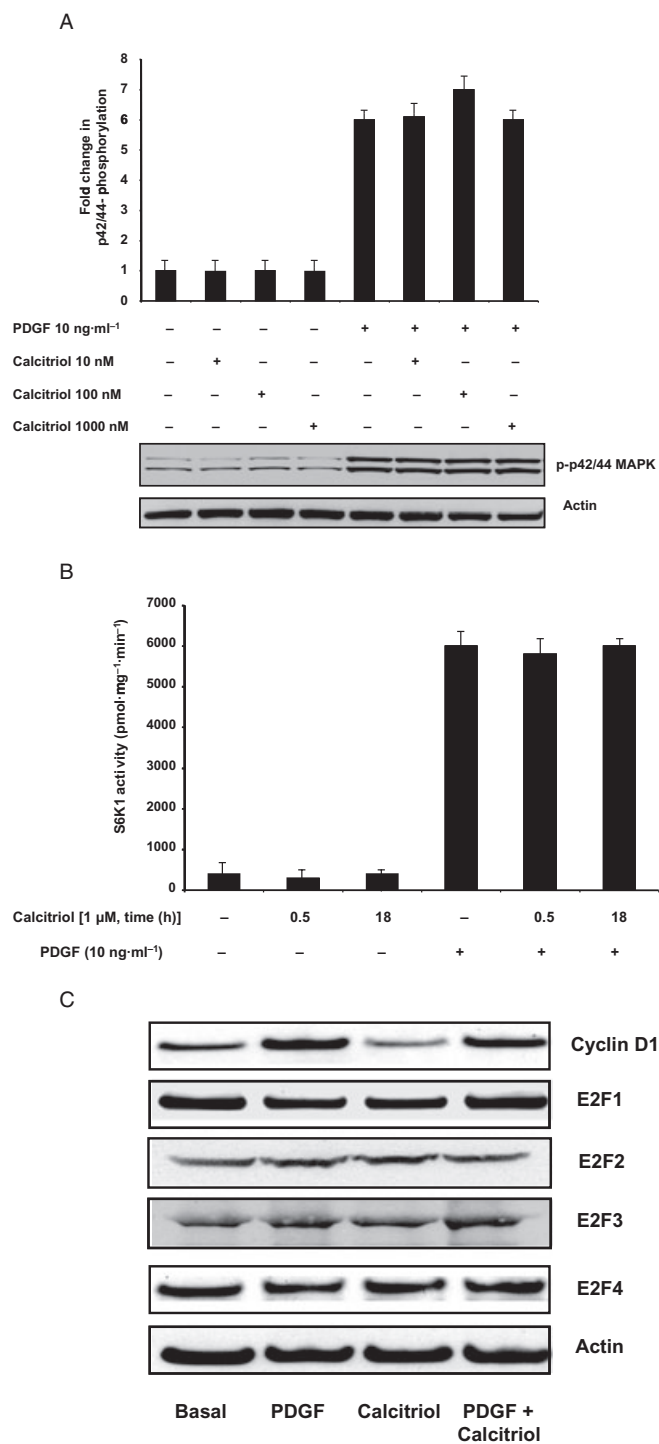 A
Fold change in
p42/44- phosphorylation
8
7
6
5
4
3
2
1
0
PDGF 10 ng·ml⁻¹ – – – – + + + +
Calcitriol 10 nM – + – – – + – –
Calcitriol 100 nM – – + – – – + –
Calcitriol 1000 nM – – – + – – – +
p-p42/44 MAPK
Actin
B
S6K1 activity (pmol·mg⁻¹·min⁻¹)
7000
6000
5000
4000
3000
2000
1000
0
Calcitriol [1 µM, time (h)] – 0.5 18 – 0.5 18
PDGF (10 ng·ml⁻¹) – – – + + +
C
Cyclin D1
E2F1
E2F2
E2F3
E2F4
Actin
Basal PDGF Calcitriol PDGF +
Calcitriol